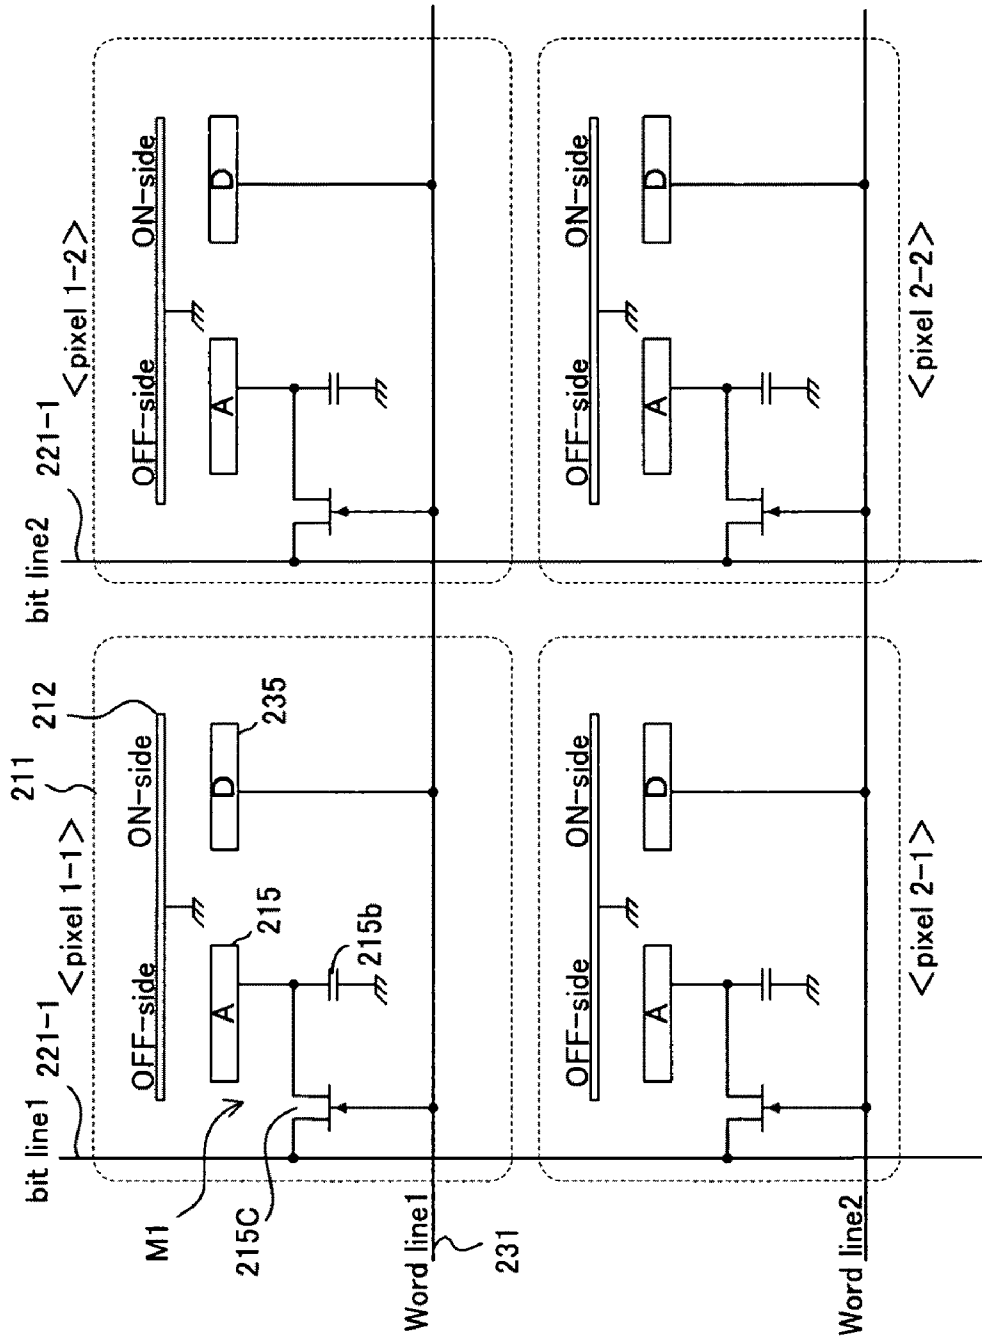 bit line1
221-1
<pixel 1-1>
211
212
bit line2
221-1
<pixel 1-2>
OFF-side
ON-side
OFF-side
ON-side
A
215
D
235
A
D
M1
215C
215b
Word line1
231
OFF-side
ON-side
OFF-side
ON-side
A
D
A
D
Word line2
<pixel 2-1>
<pixel 2-2>